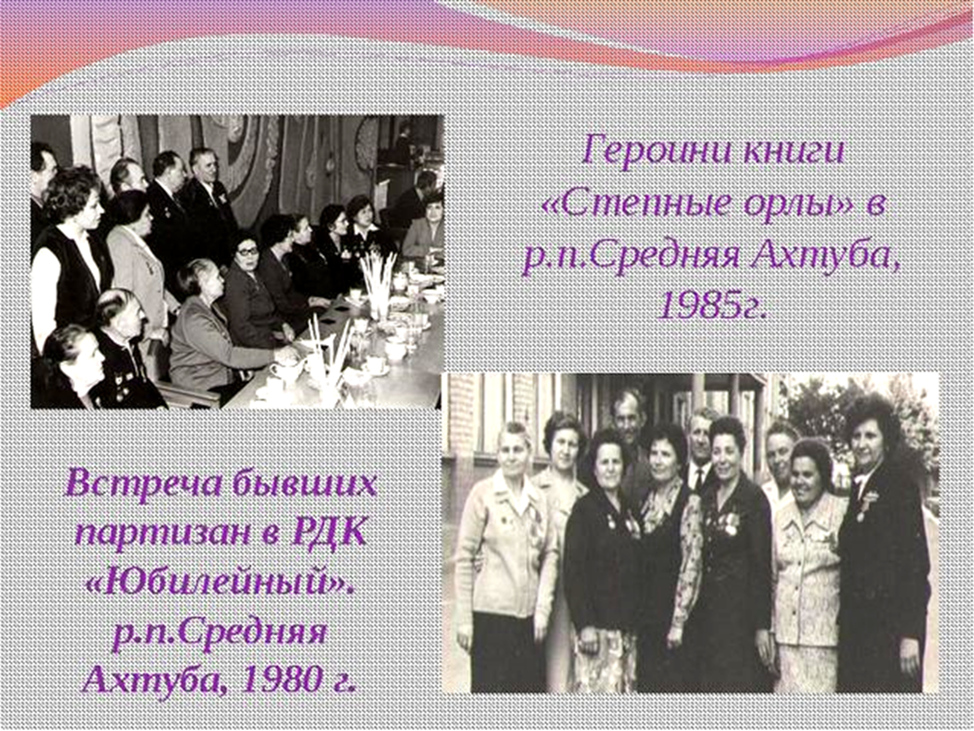 Героини книги
«Степные орлы» в
р.п.Средняя Ахтуба,
1985г.
Встреча бывших
партизан в РДК
«Юбилейный».
р.п.Средняя
Ахтуба, 1980 г.